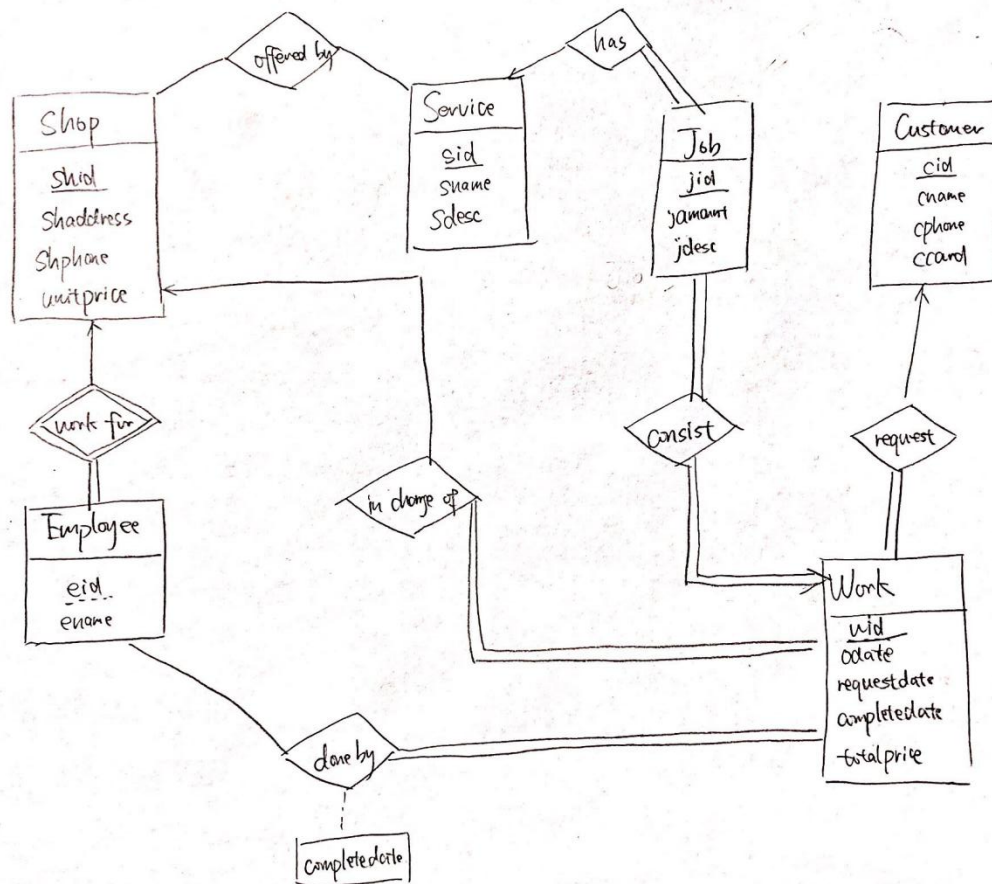 offered by
has
Shop
shid
Shaddress
Shphone
unitprice
Service
sid
sname
Sdesc
Job
jid
jamount
jdesc
Customer
cid
cname
cphone
ccard
work for
in charge of
consist
request
Employee
eid
ename
Work
wid
odate
requestdate
completedate
totalprice
done by
completedate